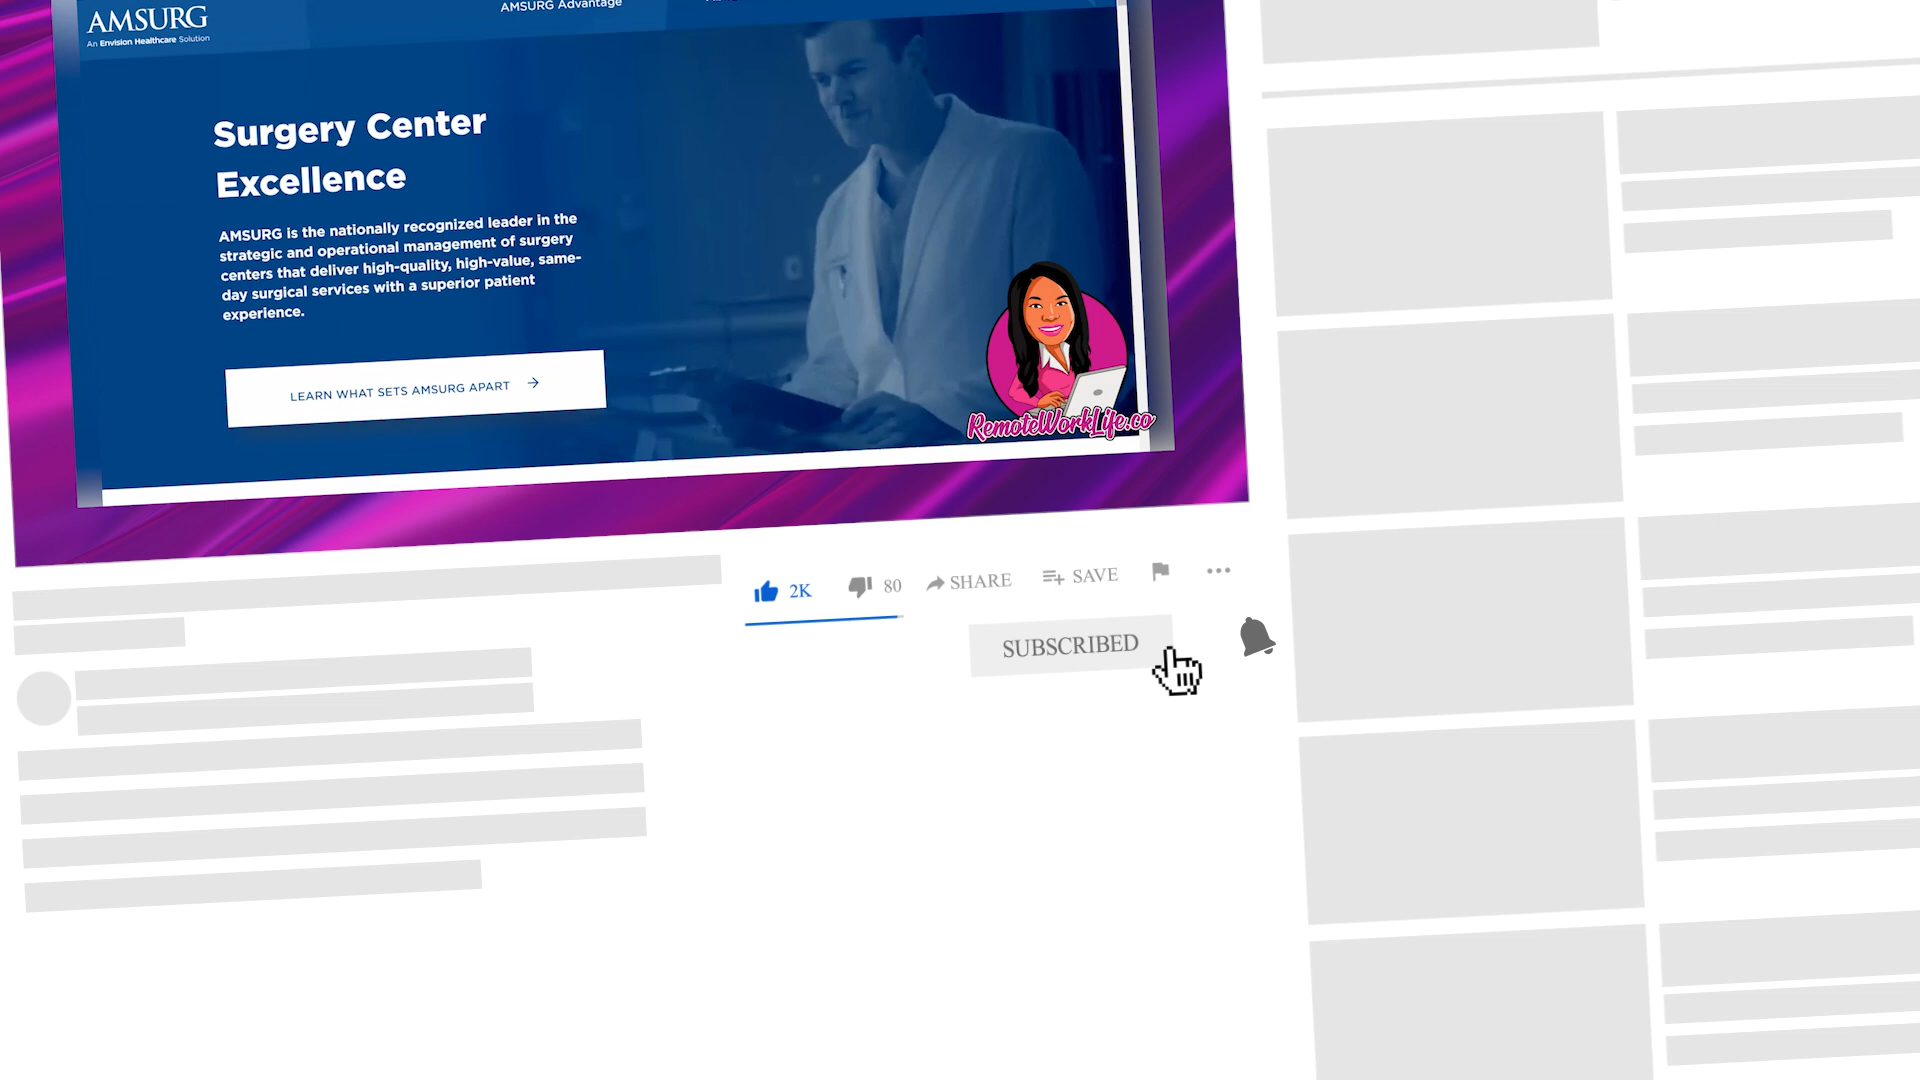 AMSURG
An Envision Healthcare Solution
AMSURG Advantage
Surgery Center
Excellence
AMSURG is the nationally recognized leader in the
strategic and operational management of surgery
centers that deliver high-quality, high-value, same-
day surgical services with a superior patient
experience.
LEARN WHAT SETS AMSURG APART
RemoteWorkLife.co
2K
80
SHARE
SAVE
SUBSCRIBED